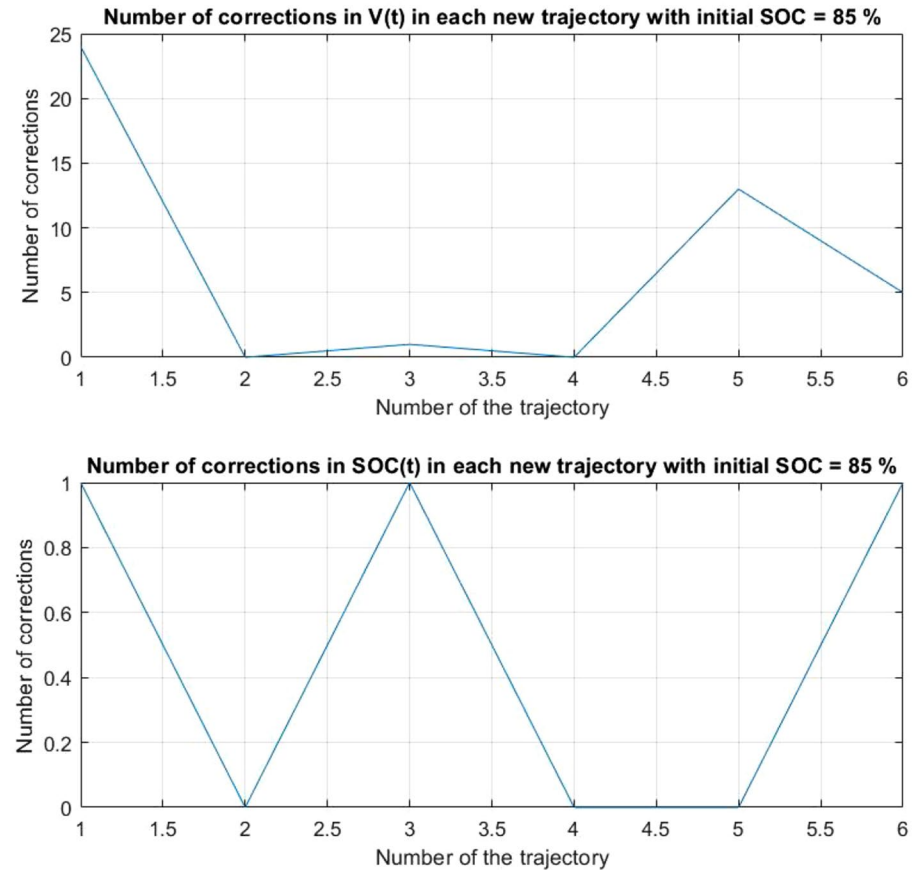 Number of corrections in V(t) in each new trajectory with initial SOC = 85 %
Number of corrections
25
20
15
10
5
0
1 1.5 2 2.5 3 3.5 4 4.5 5 5.5 6
Number of the trajectory
Number of corrections in SOC(t) in each new trajectory with initial SOC = 85 %
Number of corrections
1
0.8
0.6
0.4
0.2
0
1 1.5 2 2.5 3 3.5 4 4.5 5 5.5 6
Number of the trajectory